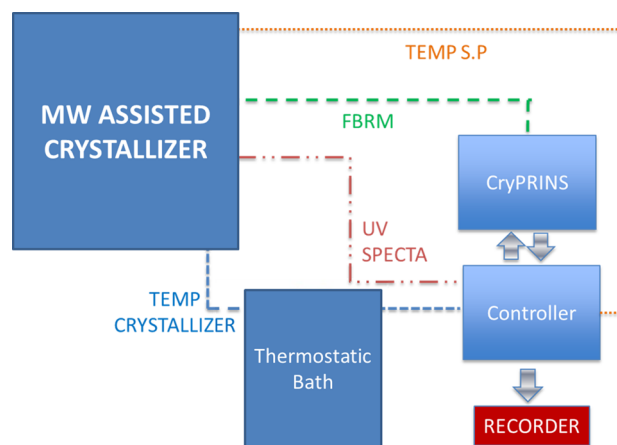 TEMP S.P
MW ASSISTED
CRYSTALLIZER
FBRM
CryPRINS
UV
SPECTA
TEMP
CRYSTALLIZER
Controller
Thermostatic
Bath
RECORDER